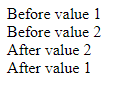 Before value 1
Before value 2
After value 2
After value 1